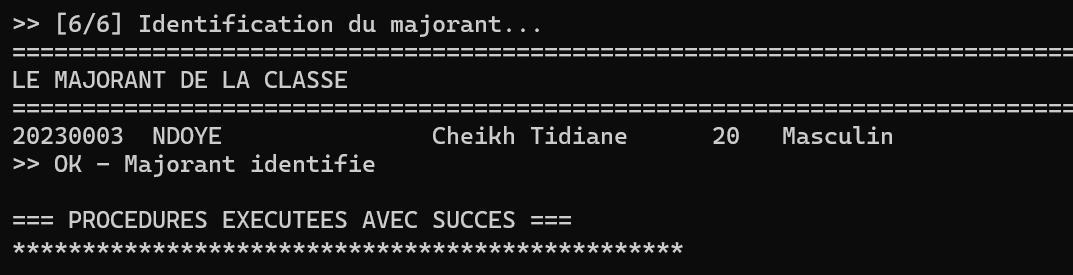 >> [6/6] Identification du majorant...
============================================================================
LE MAJORANT DE LA CLASSE
============================================================================
20230003  NDOYE               Cheikh Tidiane      20   Masculin
>> OK - Majorant identifie
=== PROCEDURES EXECUTEES AVEC SUCCES ===
************************************************